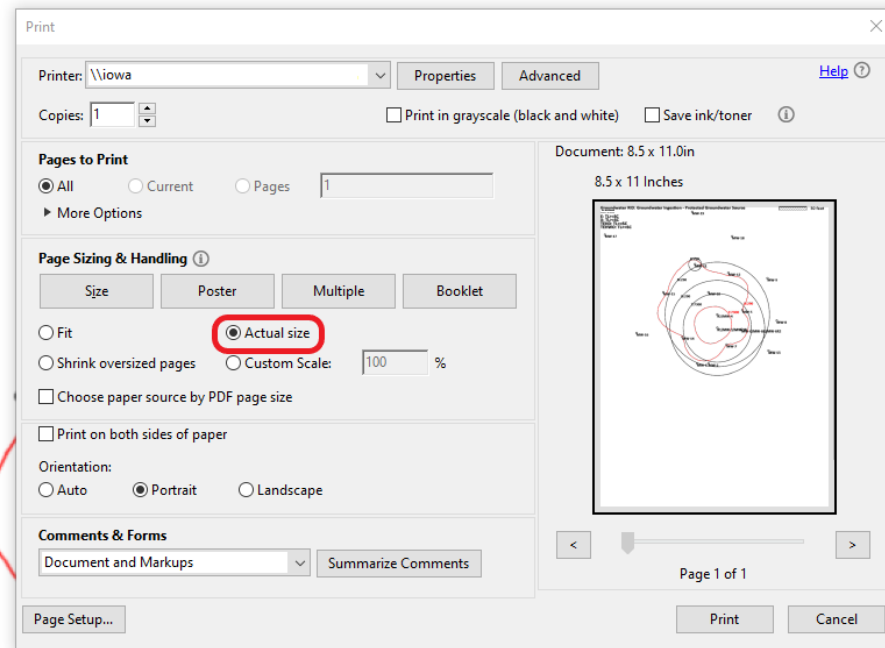 Print
Printer: \\iowa Properties Advanced Help
Copies: 1 Print in grayscale (black and white) Save ink/toner
Pages to Print
All Current Pages 1
More Options
Page Sizing & Handling
Size Poster Multiple Booklet
Fit Actual size
Shrink oversized pages Custom Scale: 100 %
Choose paper source by PDF page size
Print on both sides of paper
Orientation:
Auto Portrait Landscape
Comments & Forms
Document and Markups Summarize Comments
Page Setup...
Document: 8.5 x 11.0in
8.5 x 11 Inches
< >
Page 1 of 1
Print Cancel